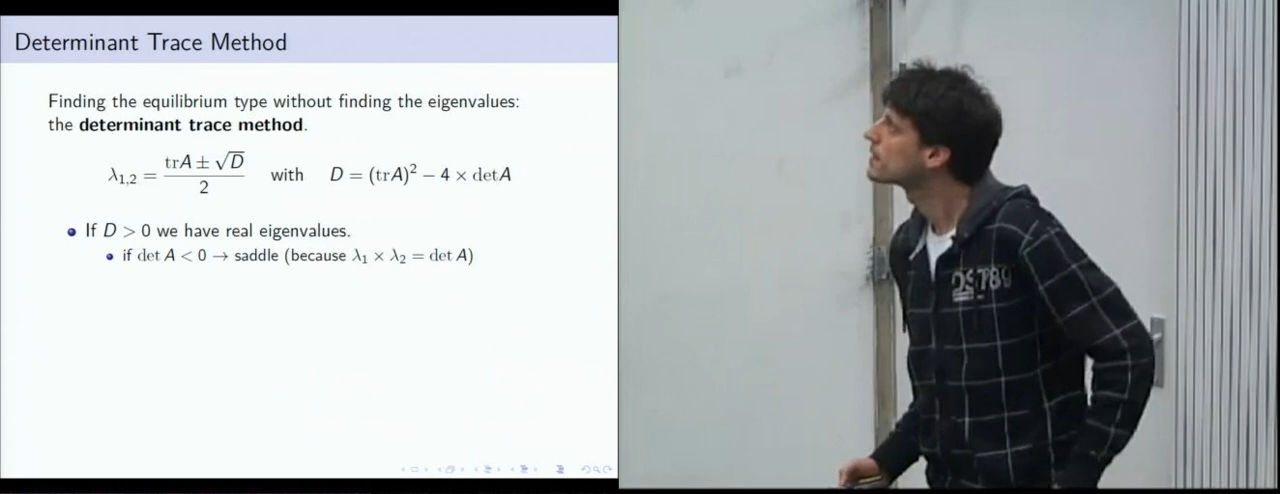 Determinant Trace Method
Finding the equilibrium type without finding the eigenvalues:
the determinant trace method.
λ₁,₂ = (trA ± √D) / 2 with D = (trA)² − 4 × detA
If D > 0 we have real eigenvalues.
if det A < 0 → saddle (because λ₁ × λ₂ = det A)